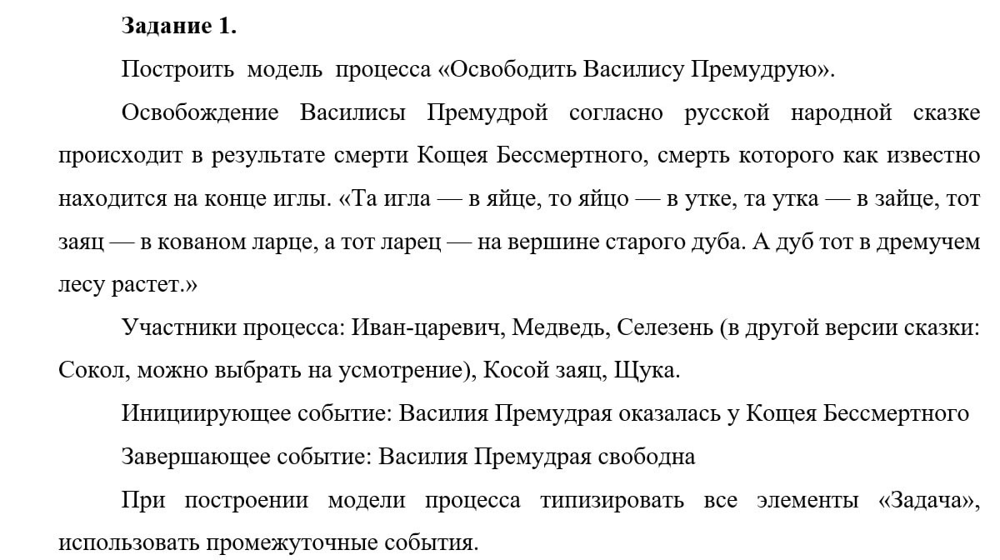 Задание 1.
Построить модель процесса «Освободить Василису Премудрую».
Освобождение Василисы Премудрой согласно русской народной сказке
происходит в результате смерти Кощея Бессмертного, смерть которого как известно
находится на конце иглы. «Та игла — в яйце, то яйцо — в утке, та утка — в зайце, тот
заяц — в кованом ларце, а тот ларец — на вершине старого дуба. А дуб тот в дремучем
лесу растет.»
Участники процесса: Иван-царевич, Медведь, Селезень (в другой версии сказки:
Сокол, можно выбрать на усмотрение), Косой заяц, Щука.
Инициирующее событие: Василия Премудрая оказалась у Кощея Бессмертного
Завершающее событие: Василия Премудрая свободна
При построении модели процесса типизировать все элементы «Задача»,
использовать промежуточные события.